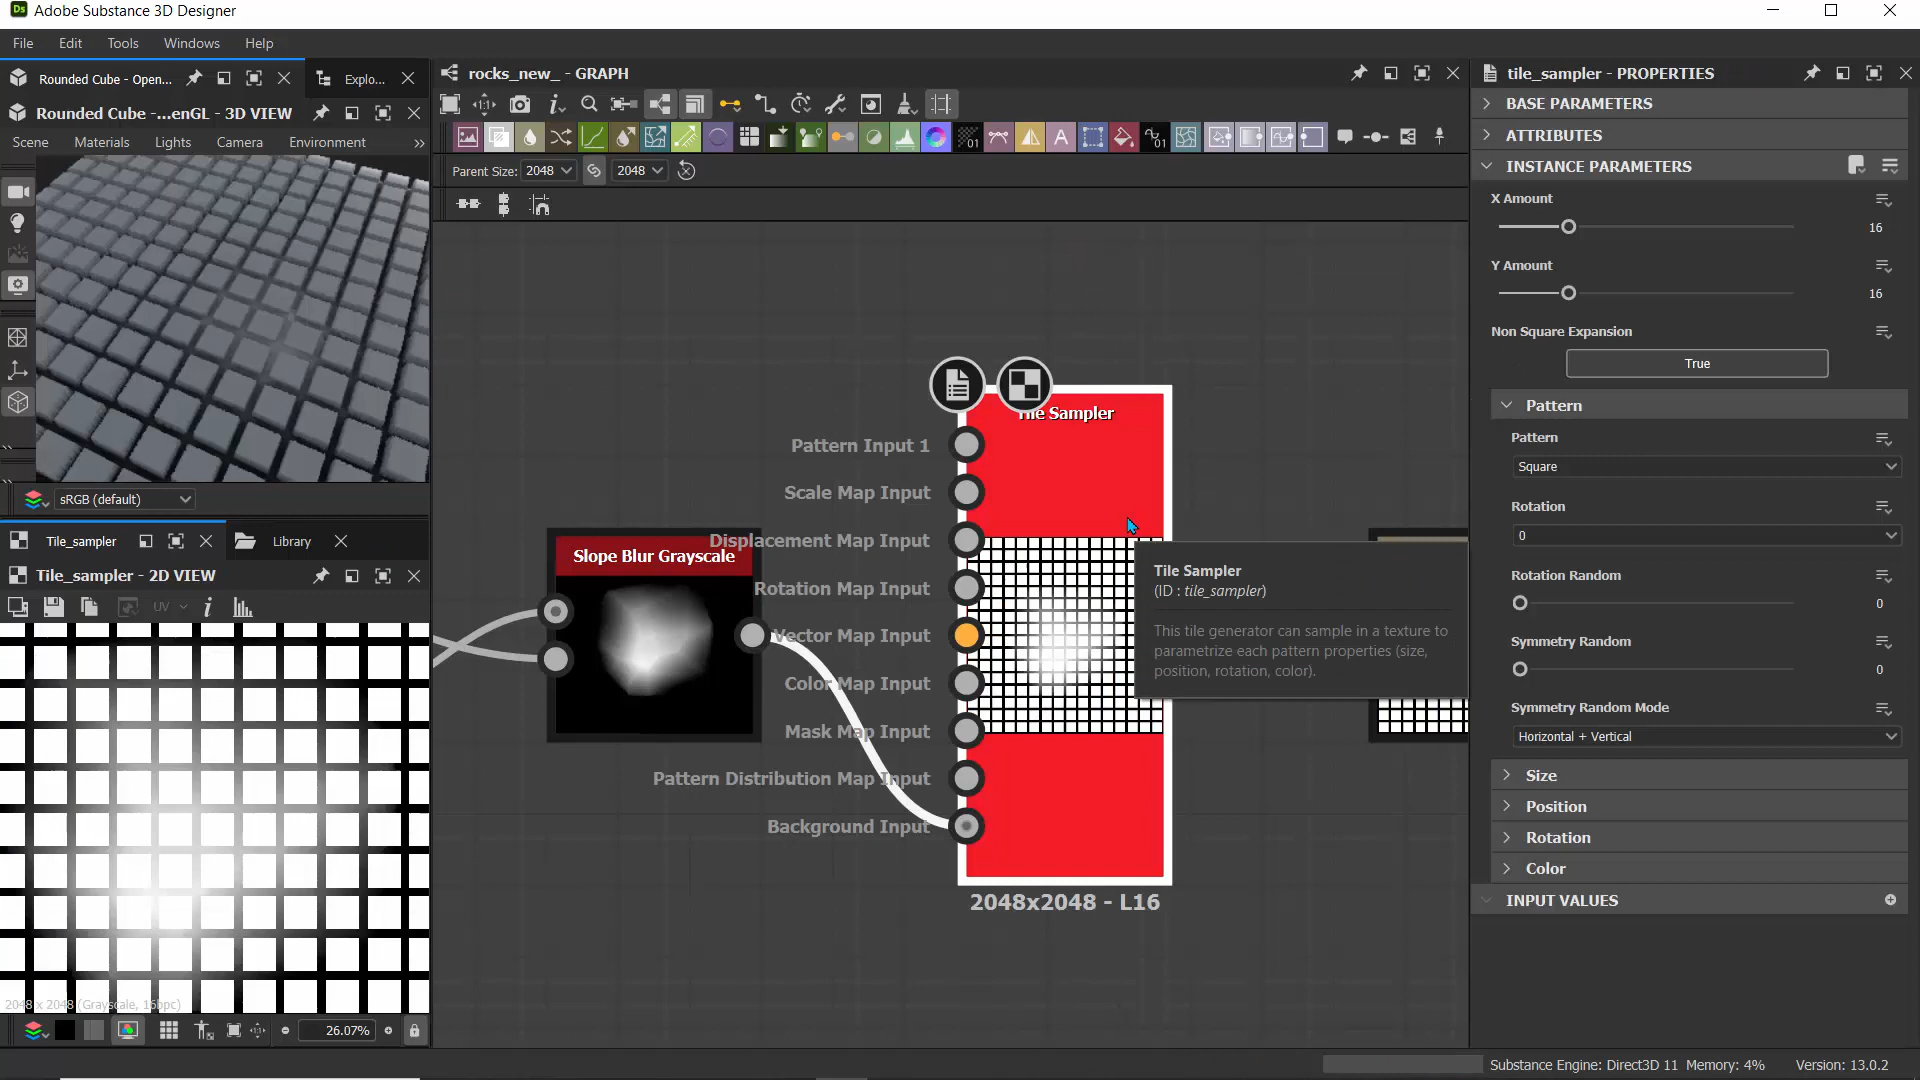 Ds Adobe Substance 3D Designer
File Edit Tools Windows Help
Rounded Cube - Open... Explo...
Rounded Cube -...enGL - 3D VIEW
Scene Materials Lights Camera Environment »
sRGB (default)
Tile_sampler Library
Tile_sampler - 2D VIEW
UV
2048 x 2048 (Grayscale, 16bpc)
26.07%
rocks_new_ - GRAPH
Parent Size: 2048 2048
Tile Sampler
Pattern Input 1
Scale Map Input
Displacement Map Input
Rotation Map Input
Vector Map Input
Color Map Input
Mask Map Input
Pattern Distribution Map Input
Background Input
2048x2048 - L16
Slope Blur Grayscale
Tile Sampler
(ID : tile_sampler)
This tile generator can sample in a texture to
parametrize each pattern properties (size,
position, rotation, color).
tile_sampler - PROPERTIES
BASE PARAMETERS
ATTRIBUTES
INSTANCE PARAMETERS
X Amount
16
Y Amount
16
Non Square Expansion
True
Pattern
Pattern
Square
Rotation
0
Rotation Random
0
Symmetry Random
0
Symmetry Random Mode
Horizontal + Vertical
Size
Position
Rotation
Color
INPUT VALUES
Substance Engine: Direct3D 11 Memory: 4% Version: 13.0.2